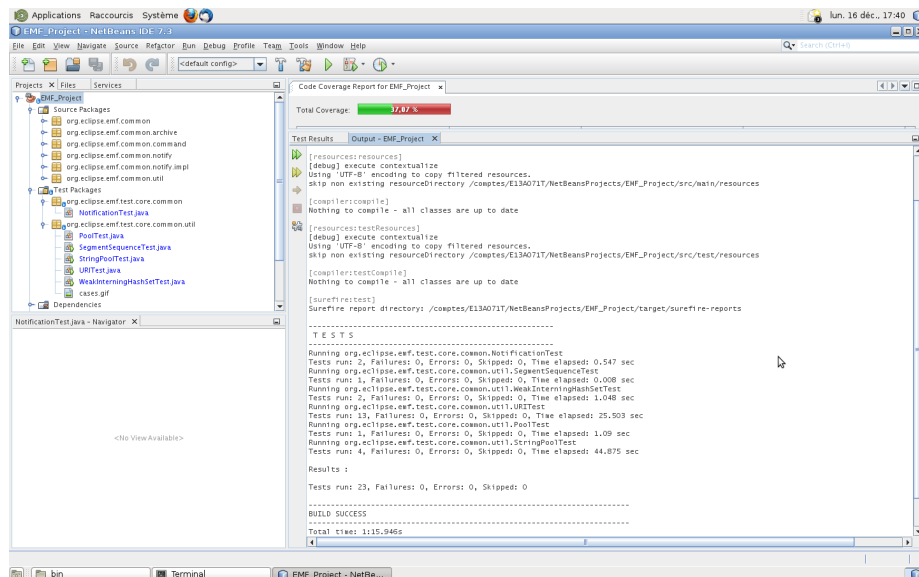 Applications Raccourcis Système
lun. 16 déc., 17:40
EMF_Project - NetBeans IDE 7.3
File Edit View Navigate Source Refactor Run Debug Profile Team Tools Window Help
Search (Ctrl+I)
<default config>
Projects Files Services
Code Coverage Report for EMF_Project
EMF_Project
Source Packages
org.eclipse.emf.common
org.eclipse.emf.common.archive
org.eclipse.emf.common.command
org.eclipse.emf.common.notify
org.eclipse.emf.common.notify.impl
org.eclipse.emf.common.util
Test Packages
org.eclipse.emf.test.core.common
NotificationTest.java
org.eclipse.emf.test.core.common.util
PoolTest.java
SegmentSequenceTest.java
StringPoolTest.java
URITest.java
WeakInterningHashSetTest.java
cases.gif
Dependencies
NotificationTest.java - Navigator
<No View Available>
Total Coverage: 37,07 %
Test Results Output - EMF_Project
[resources:resources]
[debug] execute contextualize
Using 'UTF-8' encoding to copy filtered resources.
skip non existing resourceDirectory /comptes/E13A071T/NetBeansProjects/EMF_Project/src/main/resources
[compiler:compile]
Nothing to compile - all classes are up to date
[resources:testResources]
[debug] execute contextualize
Using 'UTF-8' encoding to copy filtered resources.
skip non existing resourceDirectory /comptes/E13A071T/NetBeansProjects/EMF_Project/src/test/resources
[compiler:testCompile]
Nothing to compile - all classes are up to date
[surefire:test]
Surefire report directory: /comptes/E13A071T/NetBeansProjects/EMF_Project/target/surefire-reports
-------------------------------------------------------
T E S T S
-------------------------------------------------------
Running org.eclipse.emf.test.core.common.NotificationTest
Tests run: 2, Failures: 0, Errors: 0, Skipped: 0, Time elapsed: 0.547 sec
Running org.eclipse.emf.test.core.common.util.SegmentSequenceTest
Tests run: 1, Failures: 0, Errors: 0, Skipped: 0, Time elapsed: 0.008 sec
Running org.eclipse.emf.test.core.common.util.WeakInterningHashSetTest
Tests run: 2, Failures: 0, Errors: 0, Skipped: 0, Time elapsed: 1.048 sec
Running org.eclipse.emf.test.core.common.util.URITest
Tests run: 13, Failures: 0, Errors: 0, Skipped: 0, Time elapsed: 25.503 sec
Running org.eclipse.emf.test.core.common.util.PoolTest
Tests run: 1, Failures: 0, Errors: 0, Skipped: 0, Time elapsed: 1.09 sec
Running org.eclipse.emf.test.core.common.util.StringPoolTest
Tests run: 4, Failures: 0, Errors: 0, Skipped: 0, Time elapsed: 44.875 sec
Results :
Tests run: 23, Failures: 0, Errors: 0, Skipped: 0
------------------------------------------------------------------------
BUILD SUCCESS
------------------------------------------------------------------------
Total time: 1:15.946s
bin Terminal EMF_Project - NetBe...